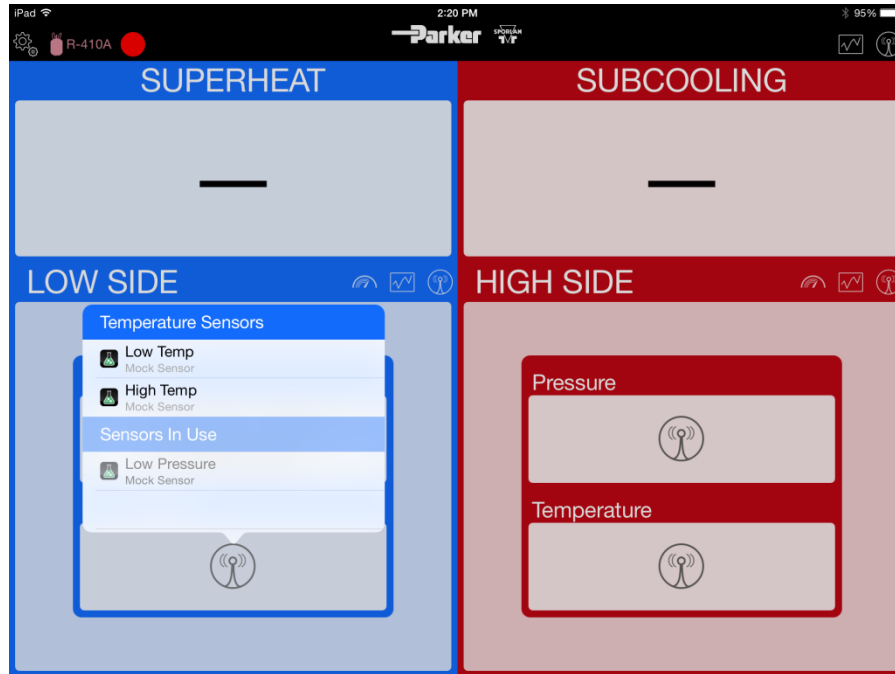 iPad 2:20 PM 95%
R-410A Parker SPORLAN
SUPERHEAT
SUBCOOLING
LOW SIDE
HIGH SIDE
Temperature Sensors
Low Temp
Mock Sensor
High Temp
Mock Sensor
Sensors In Use
Low Pressure
Mock Sensor
Pressure
Temperature